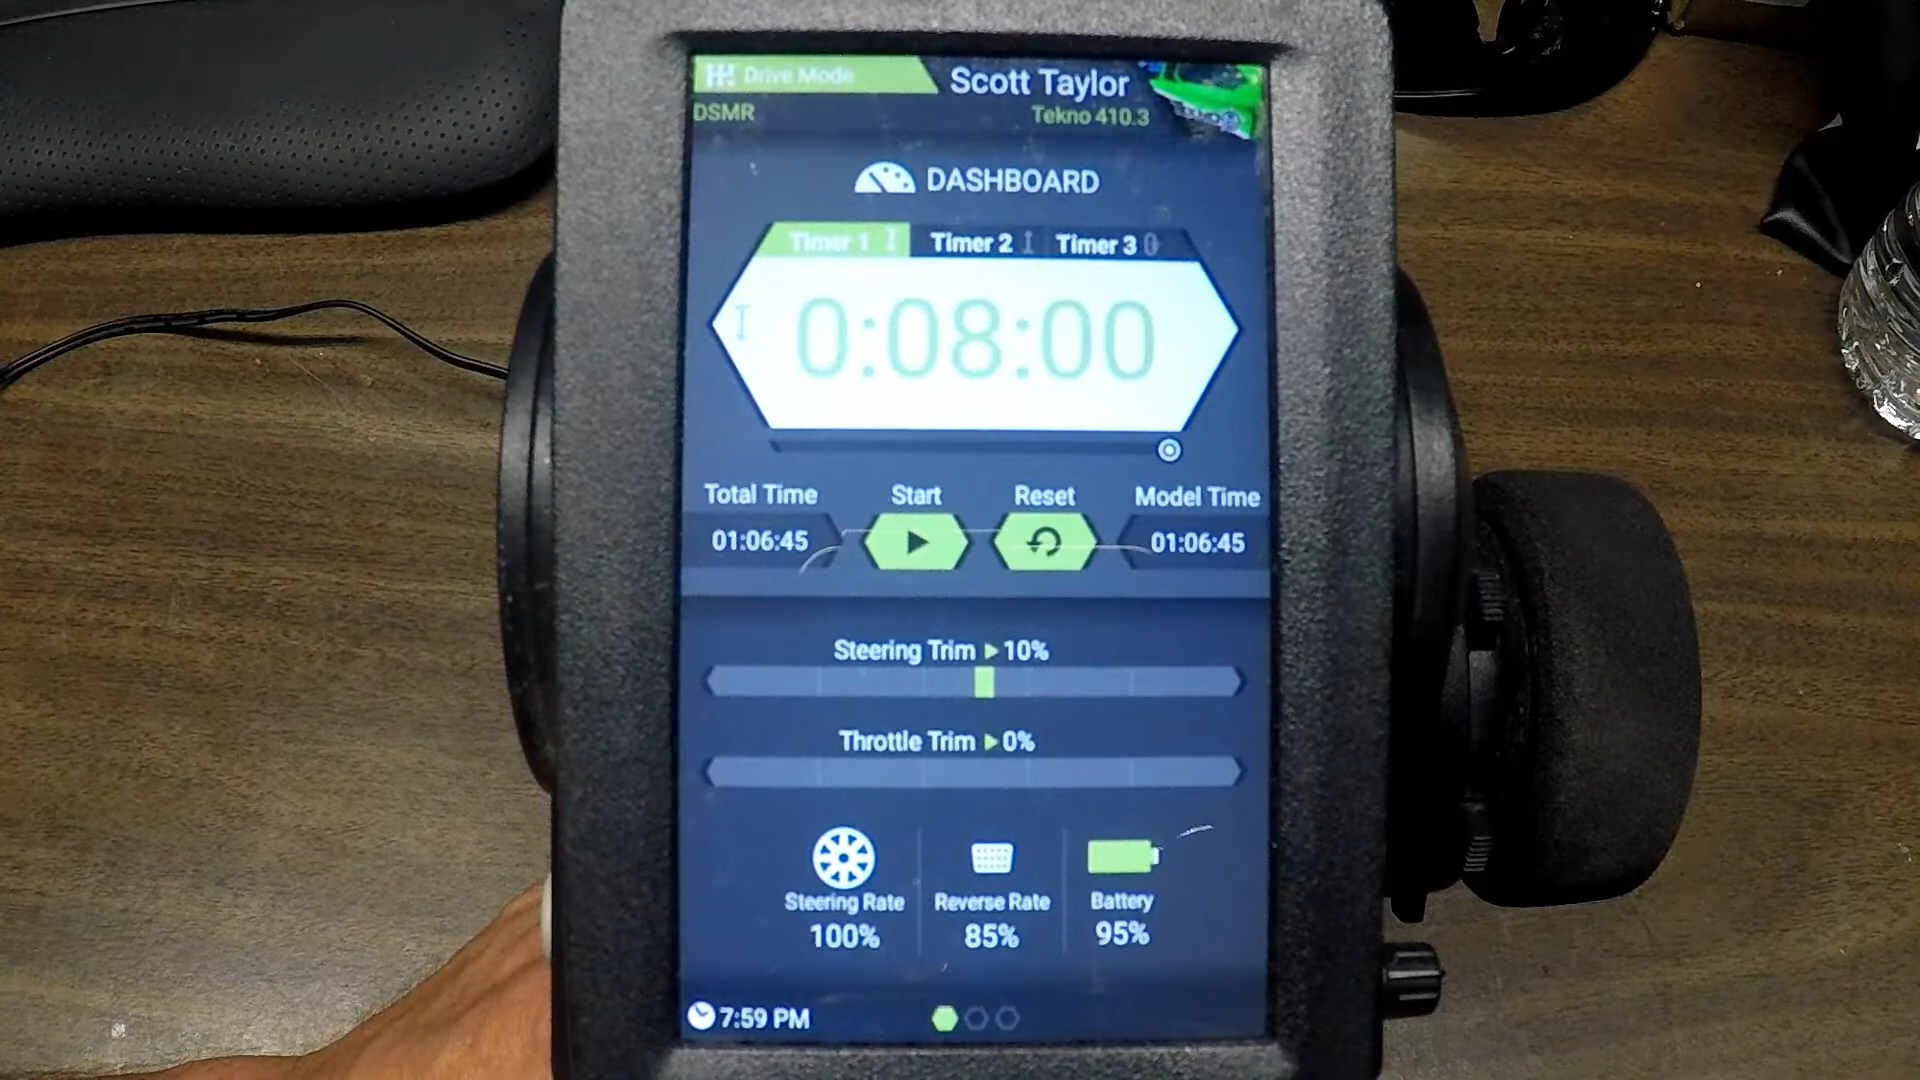 Drive Mode
Scott Taylor
DSMR
Tekno 410.3
DASHBOARD
Timer 1 Timer 2 Timer 3
0:08:00
Total Time Start Reset Model Time
01:06:45 01:06:45
Steering Trim 10%
Throttle Trim 0%
Steering Rate Reverse Rate Battery
100% 85% 95%
7:59 PM